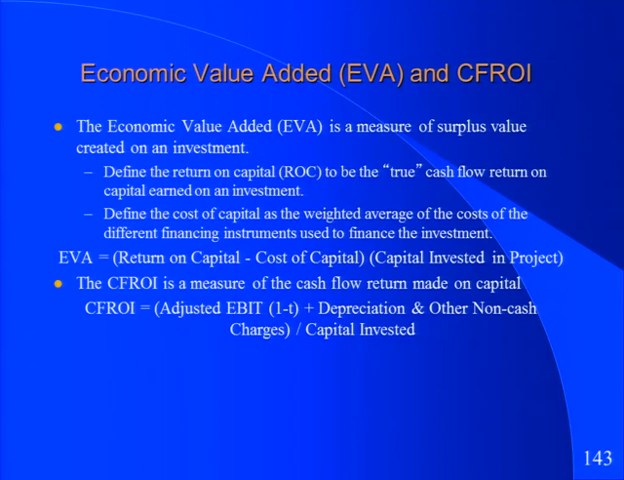 Economic Value Added (EVA) and CFROI
● The Economic Value Added (EVA) is a measure of surplus value
created on an investment.
– Define the return on capital (ROC) to be the “true” cash flow return on
capital earned on an investment.
– Define the cost of capital as the weighted average of the costs of the
different financing instruments used to finance the investment.
EVA = (Return on Capital - Cost of Capital) (Capital Invested in Project)
● The CFROI is a measure of the cash flow return made on capital
CFROI = (Adjusted EBIT (1-t) + Depreciation & Other Non-cash
Charges) / Capital Invested
143